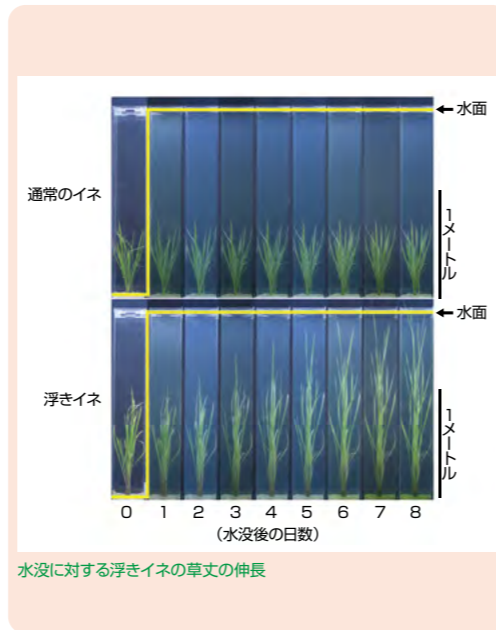 水面
通常のイネ
1メートル
水面
浮きイネ
1メートル
0 1 2 3 4 5 6 7 8
（水没後の日数）
水没に対する浮きイネの草丈の伸長